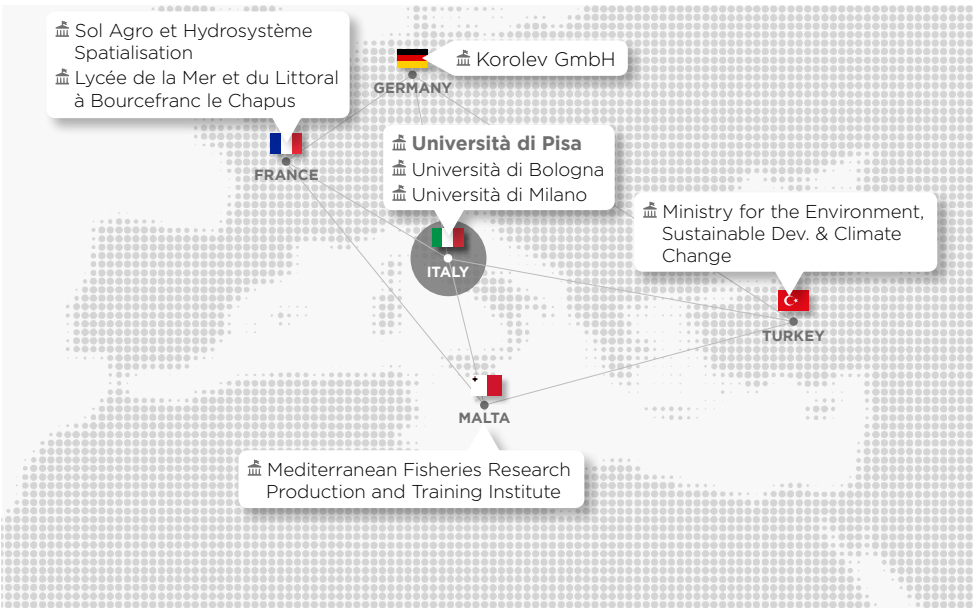 Sol Agro et Hydrosystème
Spatialisation
Lycée de la Mer et du Littoral
à Bourcefranc le Chapus
Korolev GmbH
GERMANY
FRANCE
Università di Pisa
Università di Bologna
Università di Milano
ITALY
Ministry for the Environment,
Sustainable Dev. & Climate
Change
TURKEY
MALTA
Mediterranean Fisheries Research
Production and Training Institute